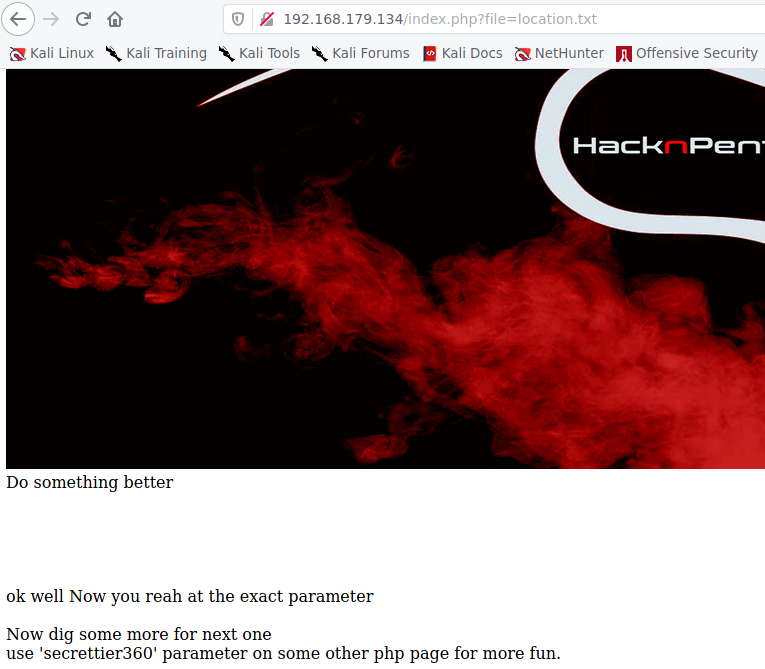 192.168.179.134/index.php?file=location.txt
Kali Linux Kali Training Kali Tools Kali Forums Kali Docs NetHunter Offensive Security
HacknPent
Do something better
ok well Now you reah at the exact parameter
Now dig some more for next one
use 'secrettier360' parameter on some other php page for more fun.